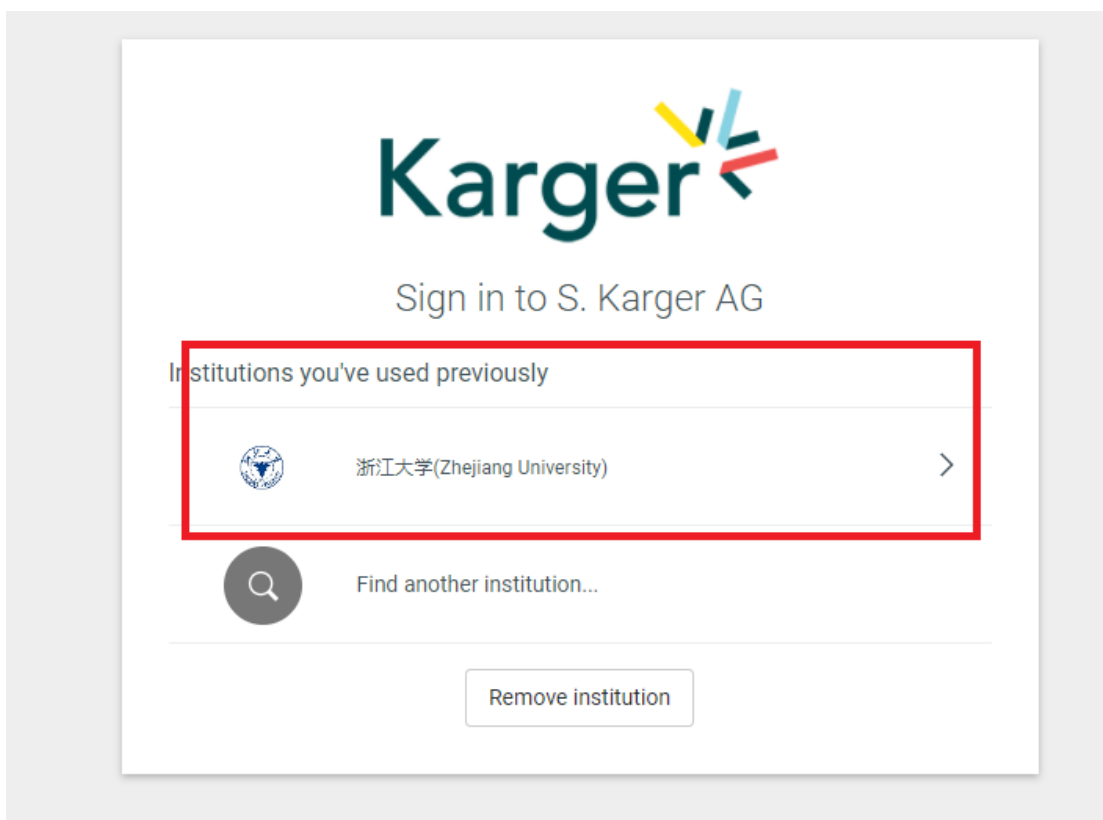 Karger
Sign in to S. Karger AG
Institutions you've used previously
浙江大学(Zhejiang University)
Find another institution...
Remove institution